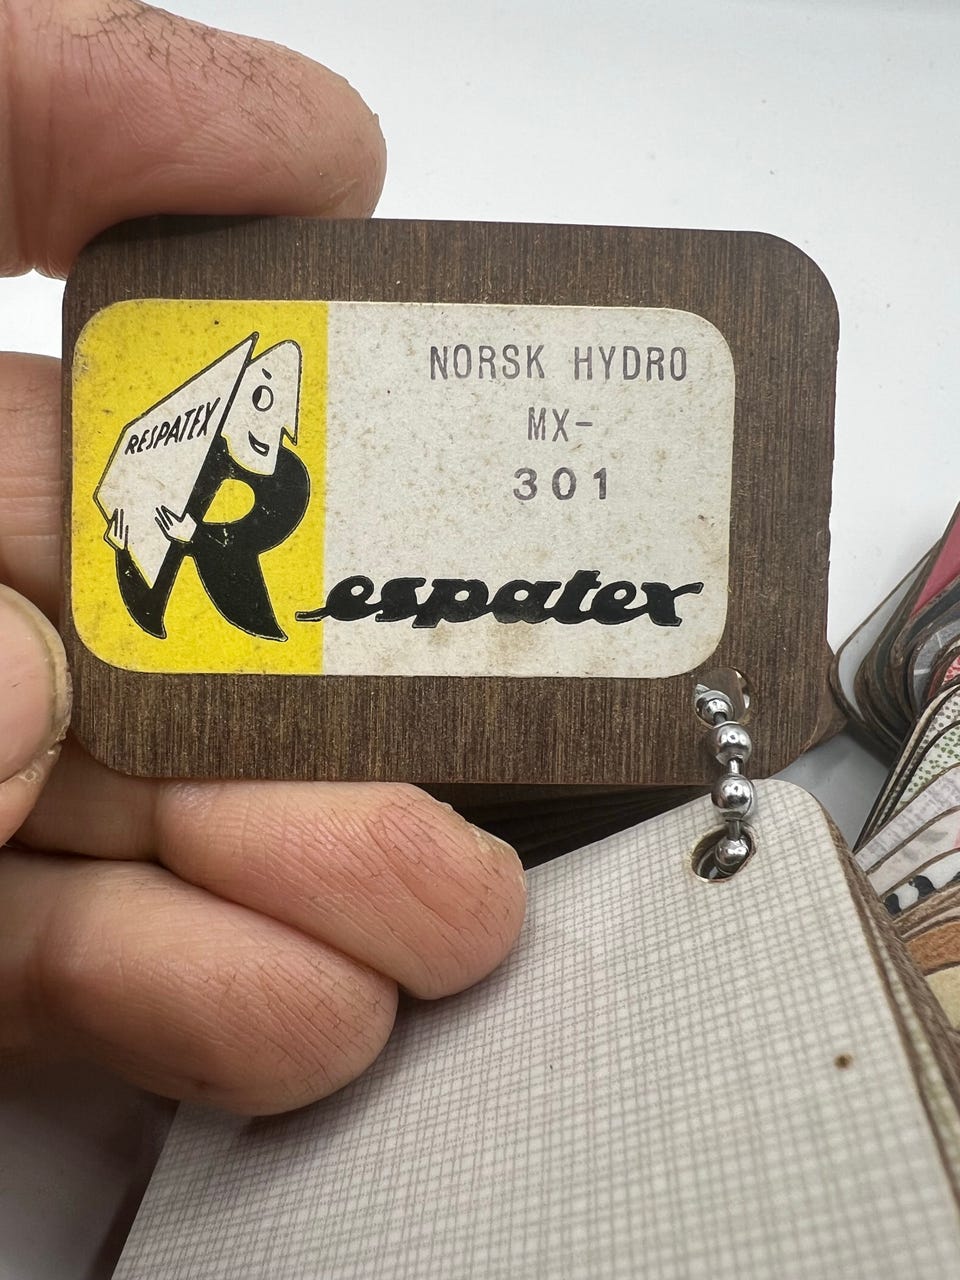 RESPATEX
NORSK HYDRO
MX-
301
Respatex